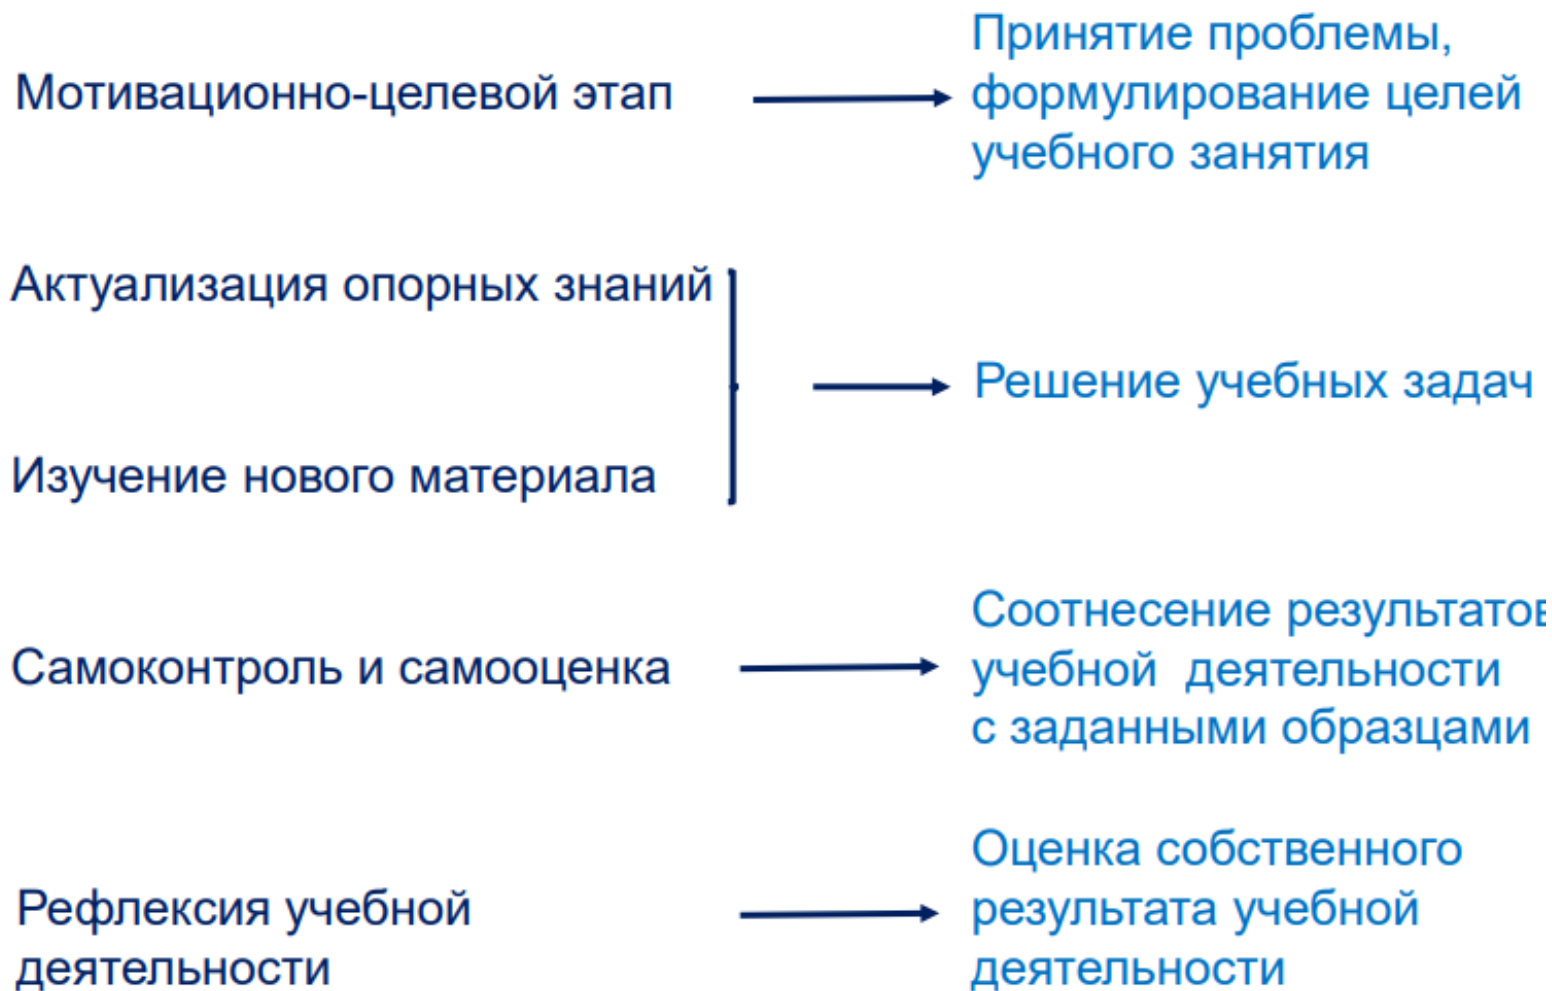 Мотивационно-целевой этап
Принятие проблемы,
формулирование целей
учебного занятия
Актуализация опорных знаний
Изучение нового материала
Решение учебных задач
Самоконтроль и самооценка
Соотнесение результатов
учебной деятельности
с заданными образцами
Рефлексия учебной
деятельности
Оценка собственного
результата учебной
деятельности